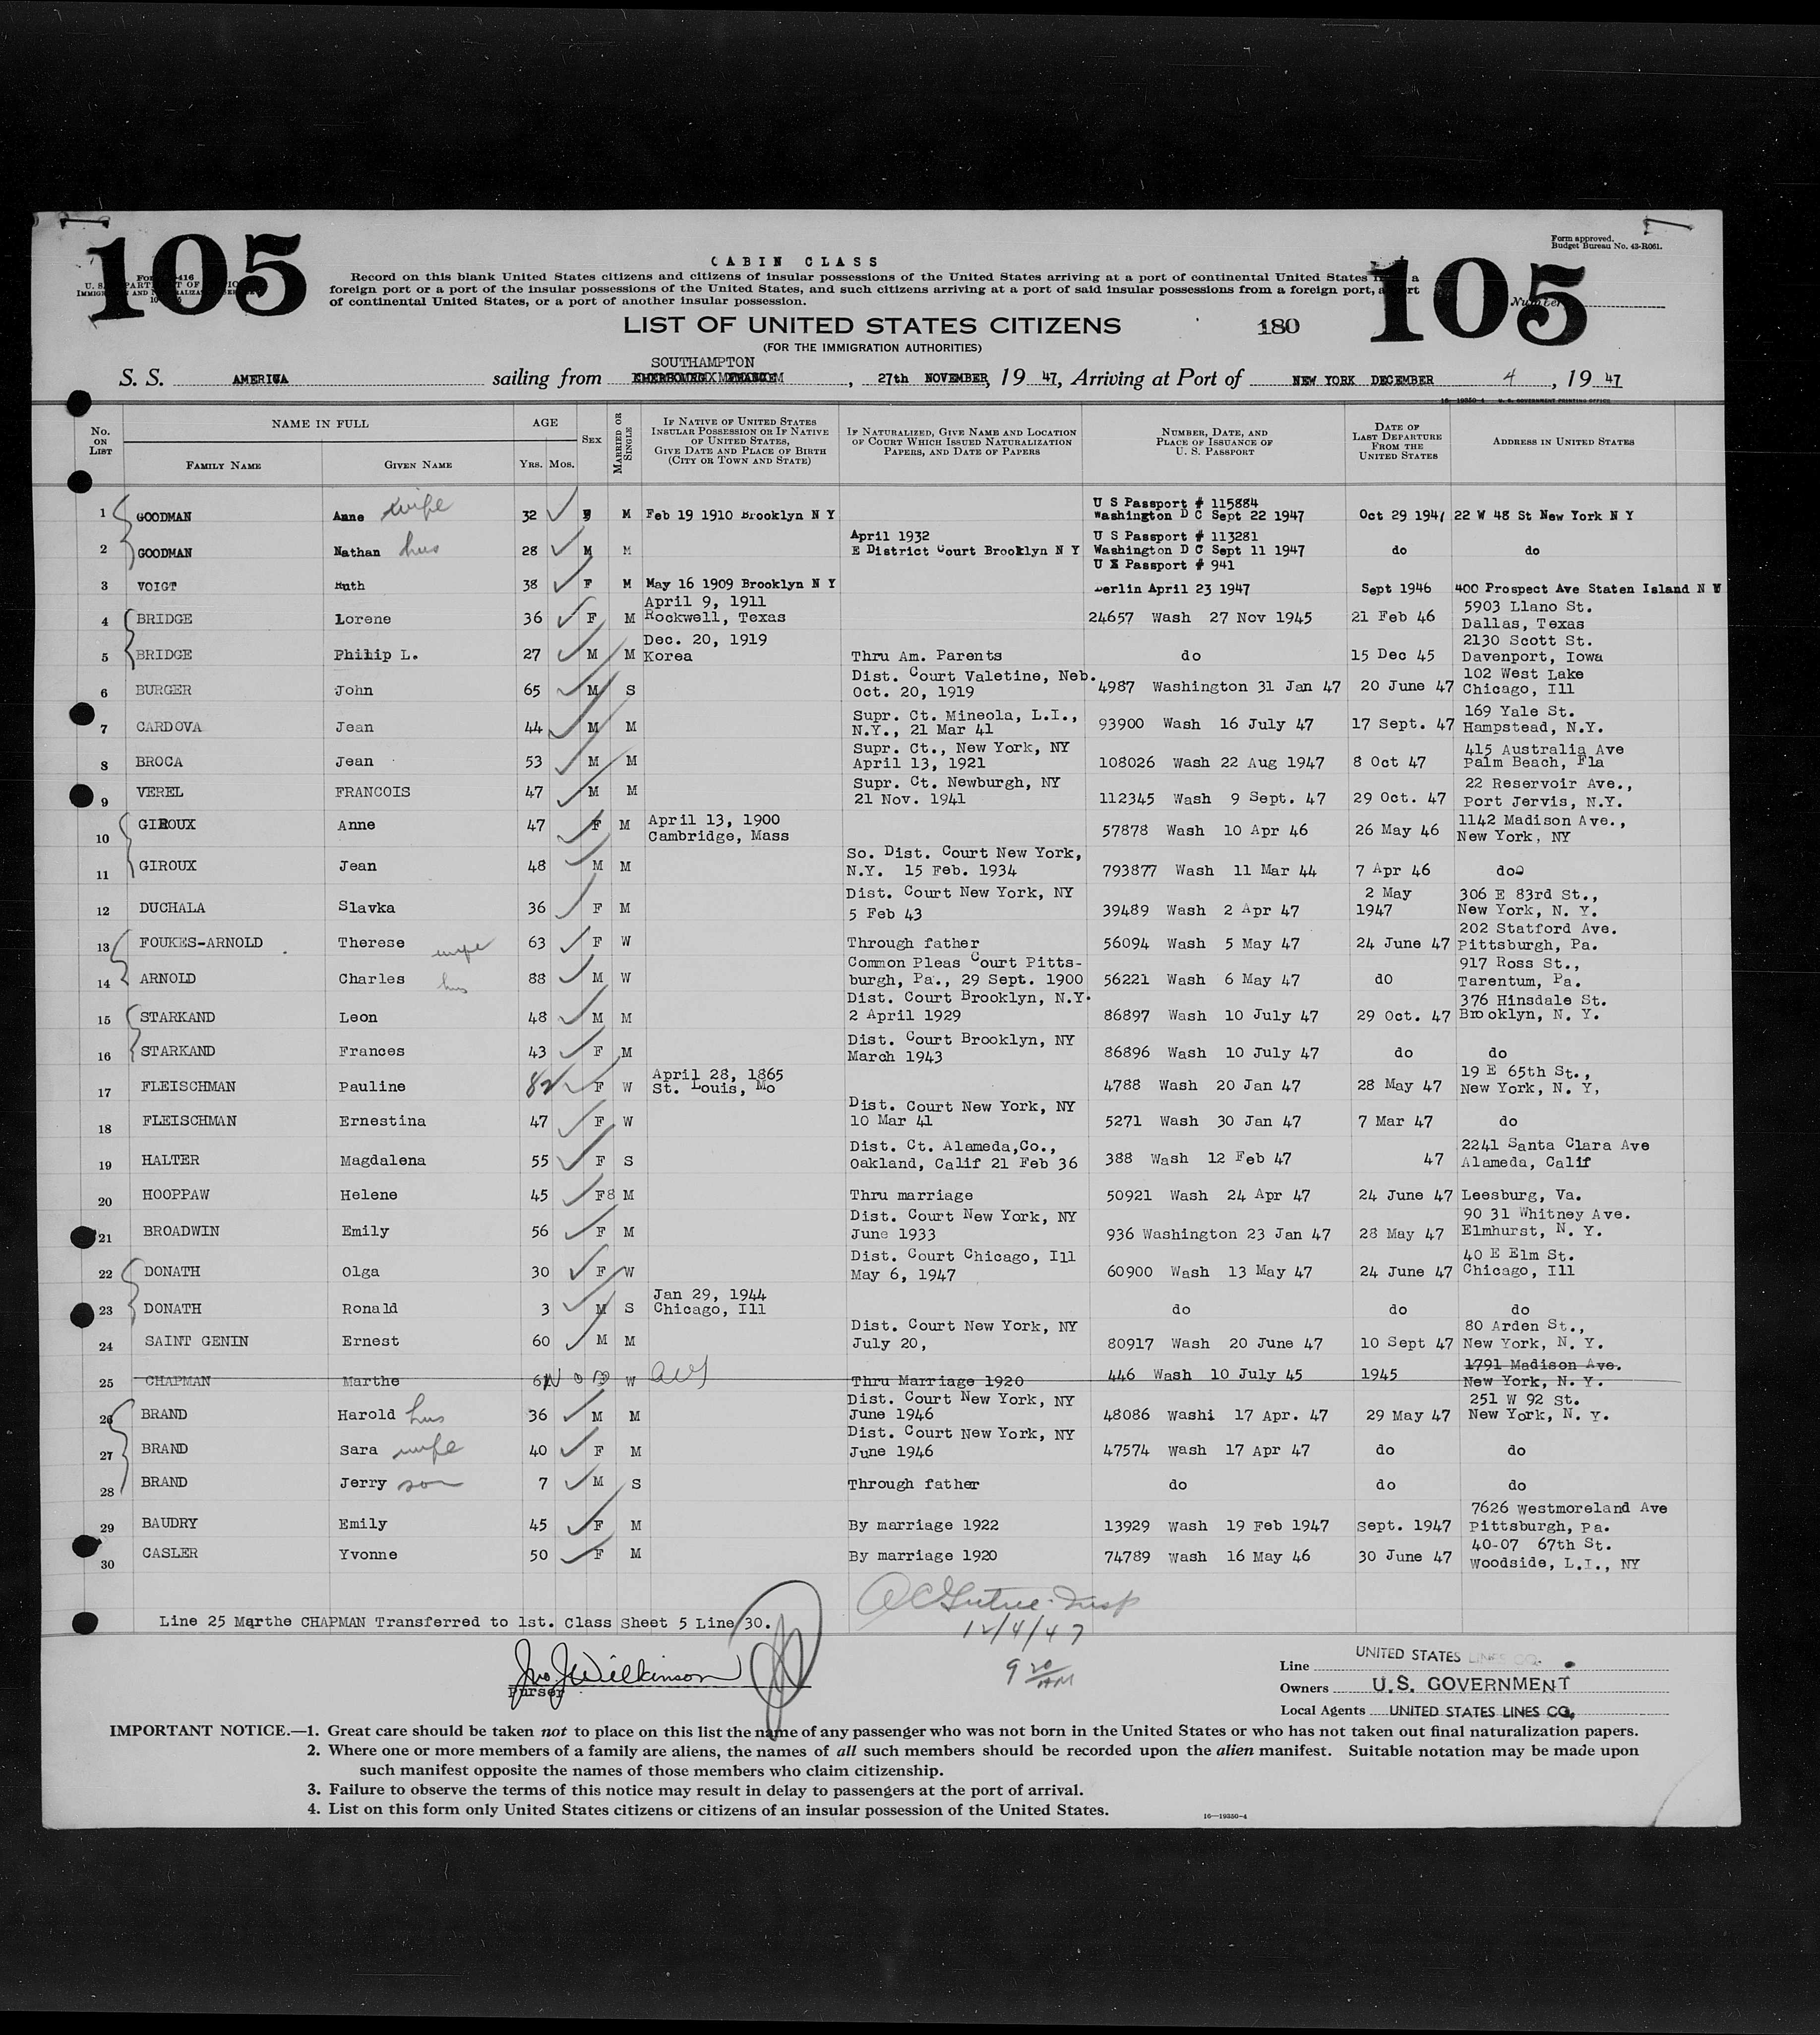 105
105
Form approved.
Budget Bureau No. 43-R061.
CABIN CLASS
Record on this blank United States citizens and citizens of insular possessions of the United States arriving at a port of continental United States
foreign port or a port of the insular possessions of the United States, and such citizens arriving at a port of said insular possessions from a foreign port,
of continental United States, or a port of another insular possession.
Number
LIST OF UNITED STATES CITIZENS 180
(FOR THE IMMIGRATION AUTHORITIES)
SOUTHAMPTON
S. S. AMERICA sailing from , 27th NOVEMBER, 19 47, Arriving at Port of NEW YORK DECEMBER 4, 19 47
16—19350-4 U. S. GOVERNMENT PRINTING OFFICE
No. ON LIST NAME IN FULL FAMILY NAME GIVEN NAME AGE YRS. MOS. SEX MARRIED OR SINGLE IF NATIVE OF UNITED STATES INSULAR POSSESSION OR IF NATIVE OF UNITED STATES, GIVE DATE AND PLACE OF BIRTH (CITY OR TOWN AND STATE) IF NATURALIZED, GIVE NAME AND LOCATION OF COURT WHICH ISSUED NATURALIZATION PAPERS, AND DATE OF PAPERS NUMBER, DATE, AND PLACE OF ISSUANCE OF U. S. PASSPORT DATE OF LAST DEPARTURE FROM THE UNITED STATES ADDRESS IN UNITED STATES
1 GOODMAN Anne wife 32 F M Feb 19 1910 Brooklyn N Y U S Passport # 115884 Washington D C Sept 22 1947 Oct 29 1947 22 W 48 St New York N Y
2 GOODMAN Nathan hus 28 M M April 1932 E District Court Brooklyn N Y U S Passport # 113281 Washington D C Sept 11 1947 do do
3 VOIGT Ruth 38 F M May 16 1909 Brooklyn N Y U S Passport # 941 Berlin April 23 1947 Sept 1946 400 Prospect Ave Staten Island N Y
4 BRIDGE Lorene 36 F M April 9, 1911 Rockwell, Texas 24657 Wash 27 Nov 1945 21 Feb 46 5903 Llano St. Dallas, Texas
5 BRIDGE Philip L. 27 M M Dec. 20, 1919 Korea Thru Am. Parents do 15 Dec 45 2130 Scott St. Davenport, Iowa
6 BURGER John 65 M S Dist. Court Valetine, Neb. Oct. 20, 1919 4987 Washington 31 Jan 47 20 June 47 102 West Lake Chicago, Ill
7 CARDOVA Jean 44 M M Supr. Ct. Mineola, L.I., N.Y., 21 Mar 41 93900 Wash 16 July 47 17 Sept. 47 169 Yale St. Hampstead, N.Y.
8 BROCA Jean 53 M M Supr. Ct., New York, NY April 13, 1921 108026 Wash 22 Aug 1947 8 Oct 47 415 Australia Ave Palm Beach, Fla
9 VEREL FRANCOIS 47 M M Supr. Ct. Newburgh, NY 21 Nov. 1941 112345 Wash 9 Sept. 47 29 Oct. 47 22 Reservoir Ave., Port Jervis, N.Y.
10 GIROUX Anne 47 F M April 13, 1900 Cambridge, Mass 57878 Wash 10 Apr 46 26 May 46 1142 Madison Ave., New York, NY
11 GIROUX Jean 48 M M So. Dist. Court New York, N.Y. 15 Feb. 1934 793877 Wash 11 Mar 44 7 Apr 46 do
12 DUCHALA Slavka 36 F M Dist. Court New York, NY 5 Feb 43 39489 Wash 2 Apr 47 2 May 1947 306 E 83rd St., New York, N. Y.
13 FOUKES-ARNOLD Therese wife 63 F W Through father 56094 Wash 5 May 47 24 June 47 202 Statford Ave. Pittsburgh, Pa.
14 ARNOLD Charles hus 88 M W Common Pleas Court Pitts-burgh, Pa., 29 Sept. 1900 56221 Wash 6 May 47 dO 917 Ross St., Tarentum, Pa.
15 STARKAND Leon 48 M M Dist. Court Brooklyn, N.Y. 2 April 1929 86897 Wash 10 July 47 29 Oct. 47 376 Hinsdale St. Brooklyn, N. Y.
16 STARKAND Frances 43 F M Dist. Court Brooklyn, NY March 1943 86896 Wash 10 July 47 do do
17 FLEISCHMAN Pauline 82 F W April 28, 1865 St. Louis, Mo 4788 Wash 20 Jan 47 28 May 47 19 E 65th St., New York, N. Y,
18 FLEISCHMAN Ernestina 47 F W Dist. Court New York, NY 10 Mar 41 5271 Wash 30 Jan 47 7 Mar 47 do
19 HALTER Magdalena 55 F S Dist. Ct. Alameda,Co., Oakland, Calif 21 Feb 36 388 Wash 12 Feb 47 47 2241 Santa Clara Ave Alameda, Calif
20 HOOPPAW Helene 45 F8 M Thru marriage 50921 Wash 24 Apr 47 24 June 47 Leesburg, Va.
21 BROADWIN Emily 56 F M Dist. Court New York, NY June 1933 936 Washington 23 Jan 47 28 May 47 90 31 Whitney Ave. Elmhurst, N. Y.
22 DONATH Olga 30 F W Dist. Court Chicago, Ill May 6, 1947 60900 Wash 13 May 47 24 June 47 40 E Elm St. Chicago, Ill
23 DONATH Ronald 3 M S Jan 29, 1944 Chicago, Ill do do do
24 SAINT GENIN Ernest 60 M M Dist. Court New York, NY July 20, 80917 Wash 20 June 47 10 Sept 47 80 Arden St., New York, N. Y.
25 CHAPMAN Marthe 61 W Thru Marriage 1920 446 Wash 10 July 45 1945 1791 Madison Ave. New York, N. Y.
26 BRAND Harold hus 36 M M Dist. Court New York, NY June 1946 48086 Washi 17 Apr. 47 29 May 47 251 W 92 St. New York, N. Y.
27 BRAND Sara wife 40 F M Dist. Court New York, NY June 1946 47574 Wash 17 Apr 47 do do
28 BRAND Jerry son 7 M S Through father do do do
29 BAUDRY Emily 45 F M By marriage 1922 13929 Wash 19 Feb 1947 Sept. 1947 7626 Westmoreland Ave Pittsburgh, Pa.
30 CASLER Yvonne 50 F M By marriage 1920 74789 Wash 16 May 46 30 June 47 40-07 67th St. Woodside, L.I., NY
Line 25 Marthe CHAPMAN Transferred to 1st. Class Sheet 5 Line 30.
12/4/47
9 20 AM
Jno J Wilkinson
Purser
Line UNITED STATES LINES CO.
Owners U.S. GOVERNMENT
Local Agents UNITED STATES LINES CO.
IMPORTANT NOTICE.—1. Great care should be taken not to place on this list the name of any passenger who was not born in the United States or who has not taken out final naturalization papers.
2. Where one or more members of a family are aliens, the names of all such members should be recorded upon the alien manifest. Suitable notation may be made upon
such manifest opposite the names of those members who claim citizenship.
3. Failure to observe the terms of this notice may result in delay to passengers at the port of arrival.
4. List on this form only United States citizens or citizens of an insular possession of the United States.
16—19350-4